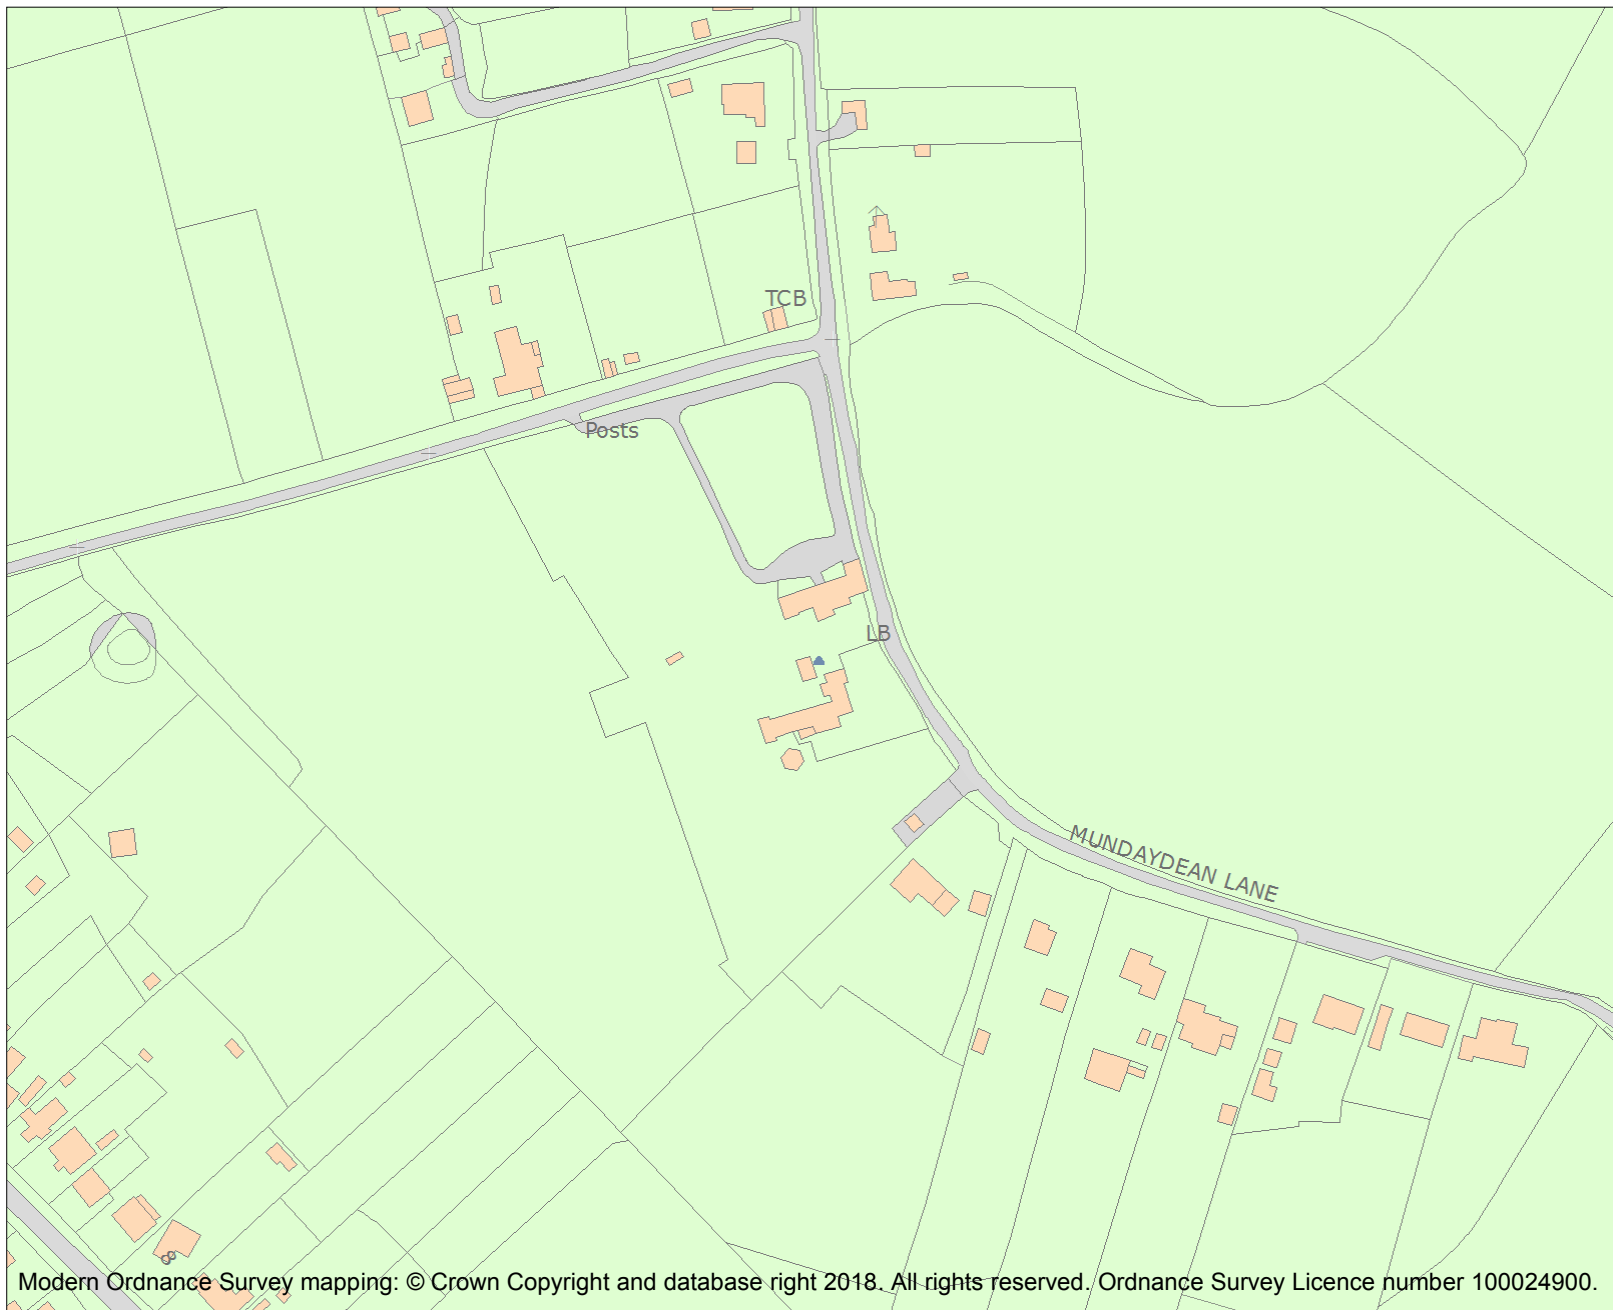 TCB
Posts
LB
MUNDAYDEAN LANE
8
Modern Ordnance Survey mapping: © Crown Copyright and database right 2018. All rights reserved. Ordnance Survey Licence number 100024900.